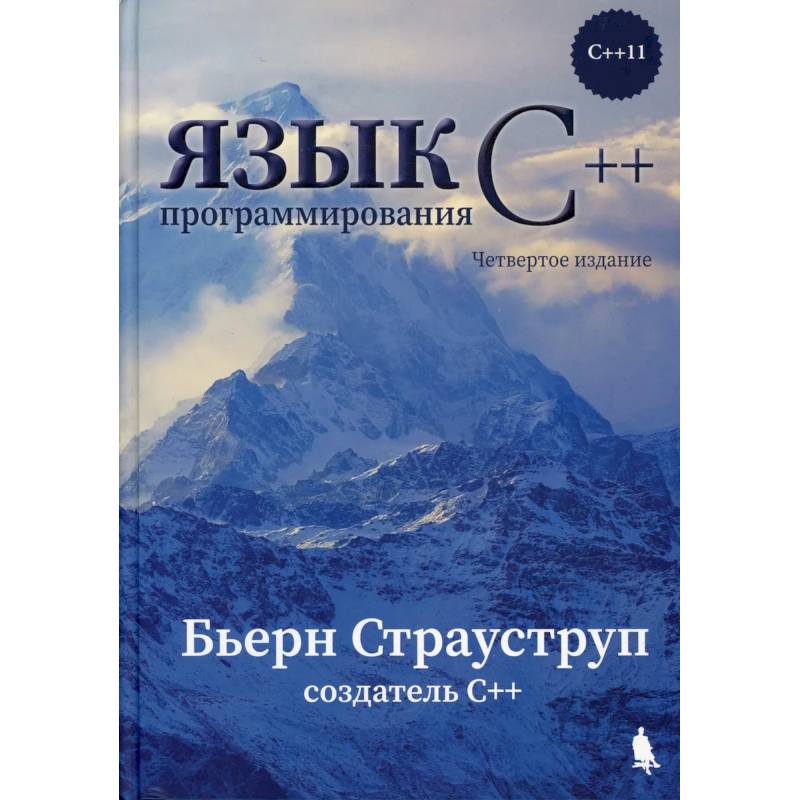 C++11
ЯЗЫК C++
программирования
Четвертое издание
Бьерн Страуструп
создатель C++